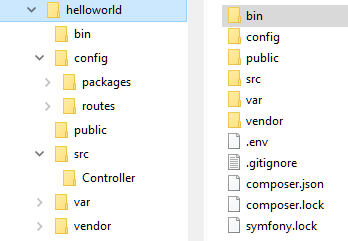 helloworld
bin
config
packages
routes
public
src
Controller
var
vendor
bin
config
public
src
var
vendor
.env
.gitignore
composer.json
composer.lock
symfony.lock